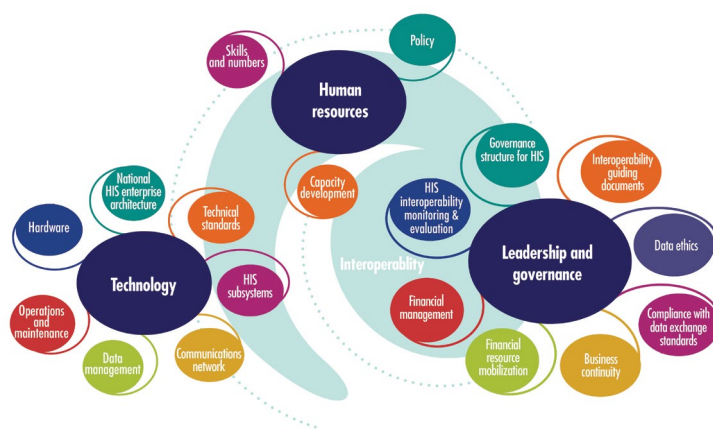 Skills
and numbers
Policy
Human
resources
Capacity
development
National
HIS enterprise
architecture
Technical
standards
Hardware
Technology
HIS
subsystems
Operations
and
maintenance
Data
management
Communications
network
Interoperablity
Governance
structure for HIS
Interoperability
guiding
documents
HIS
interoperability
monitoring &
evaluation
Leadership and
governance
Data ethics
Financial
management
Compliance with
data exchange
standards
Financial
resource
mobilization
Business
continuity